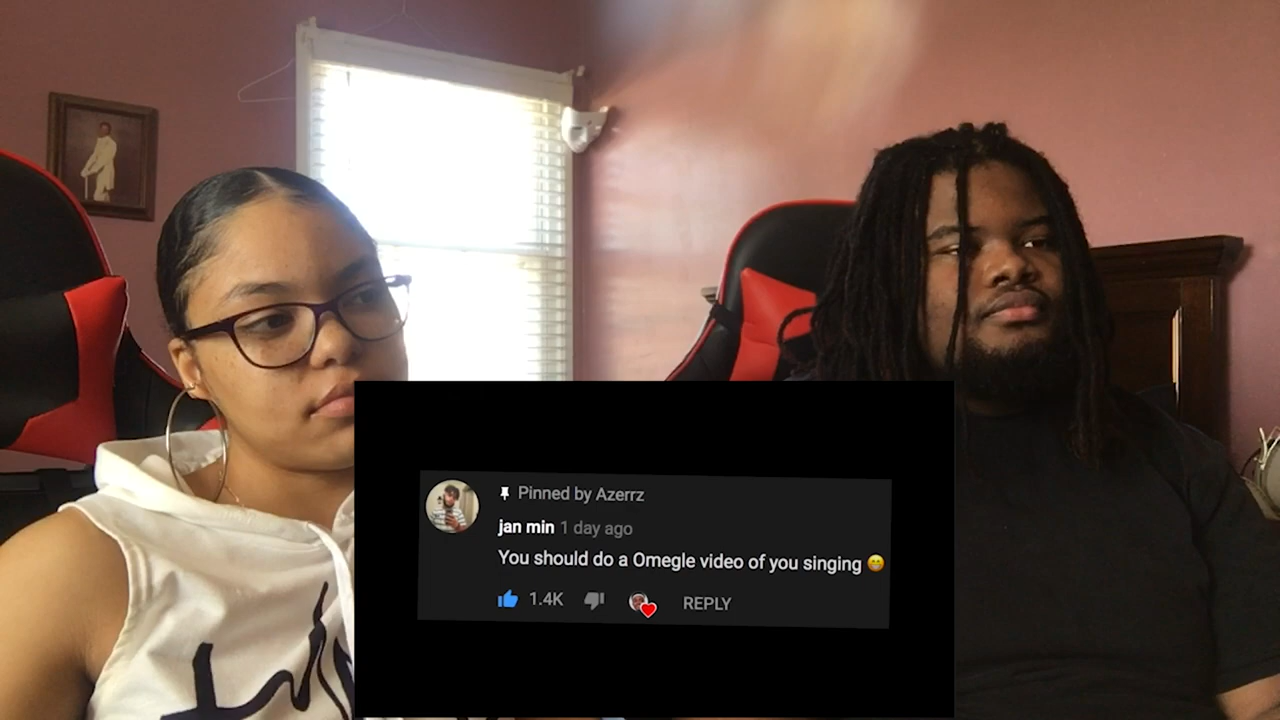 Pinned by Azerrz
jan min 1 day ago
You should do a Omegle video of you singing 😁
1.4K REPLY